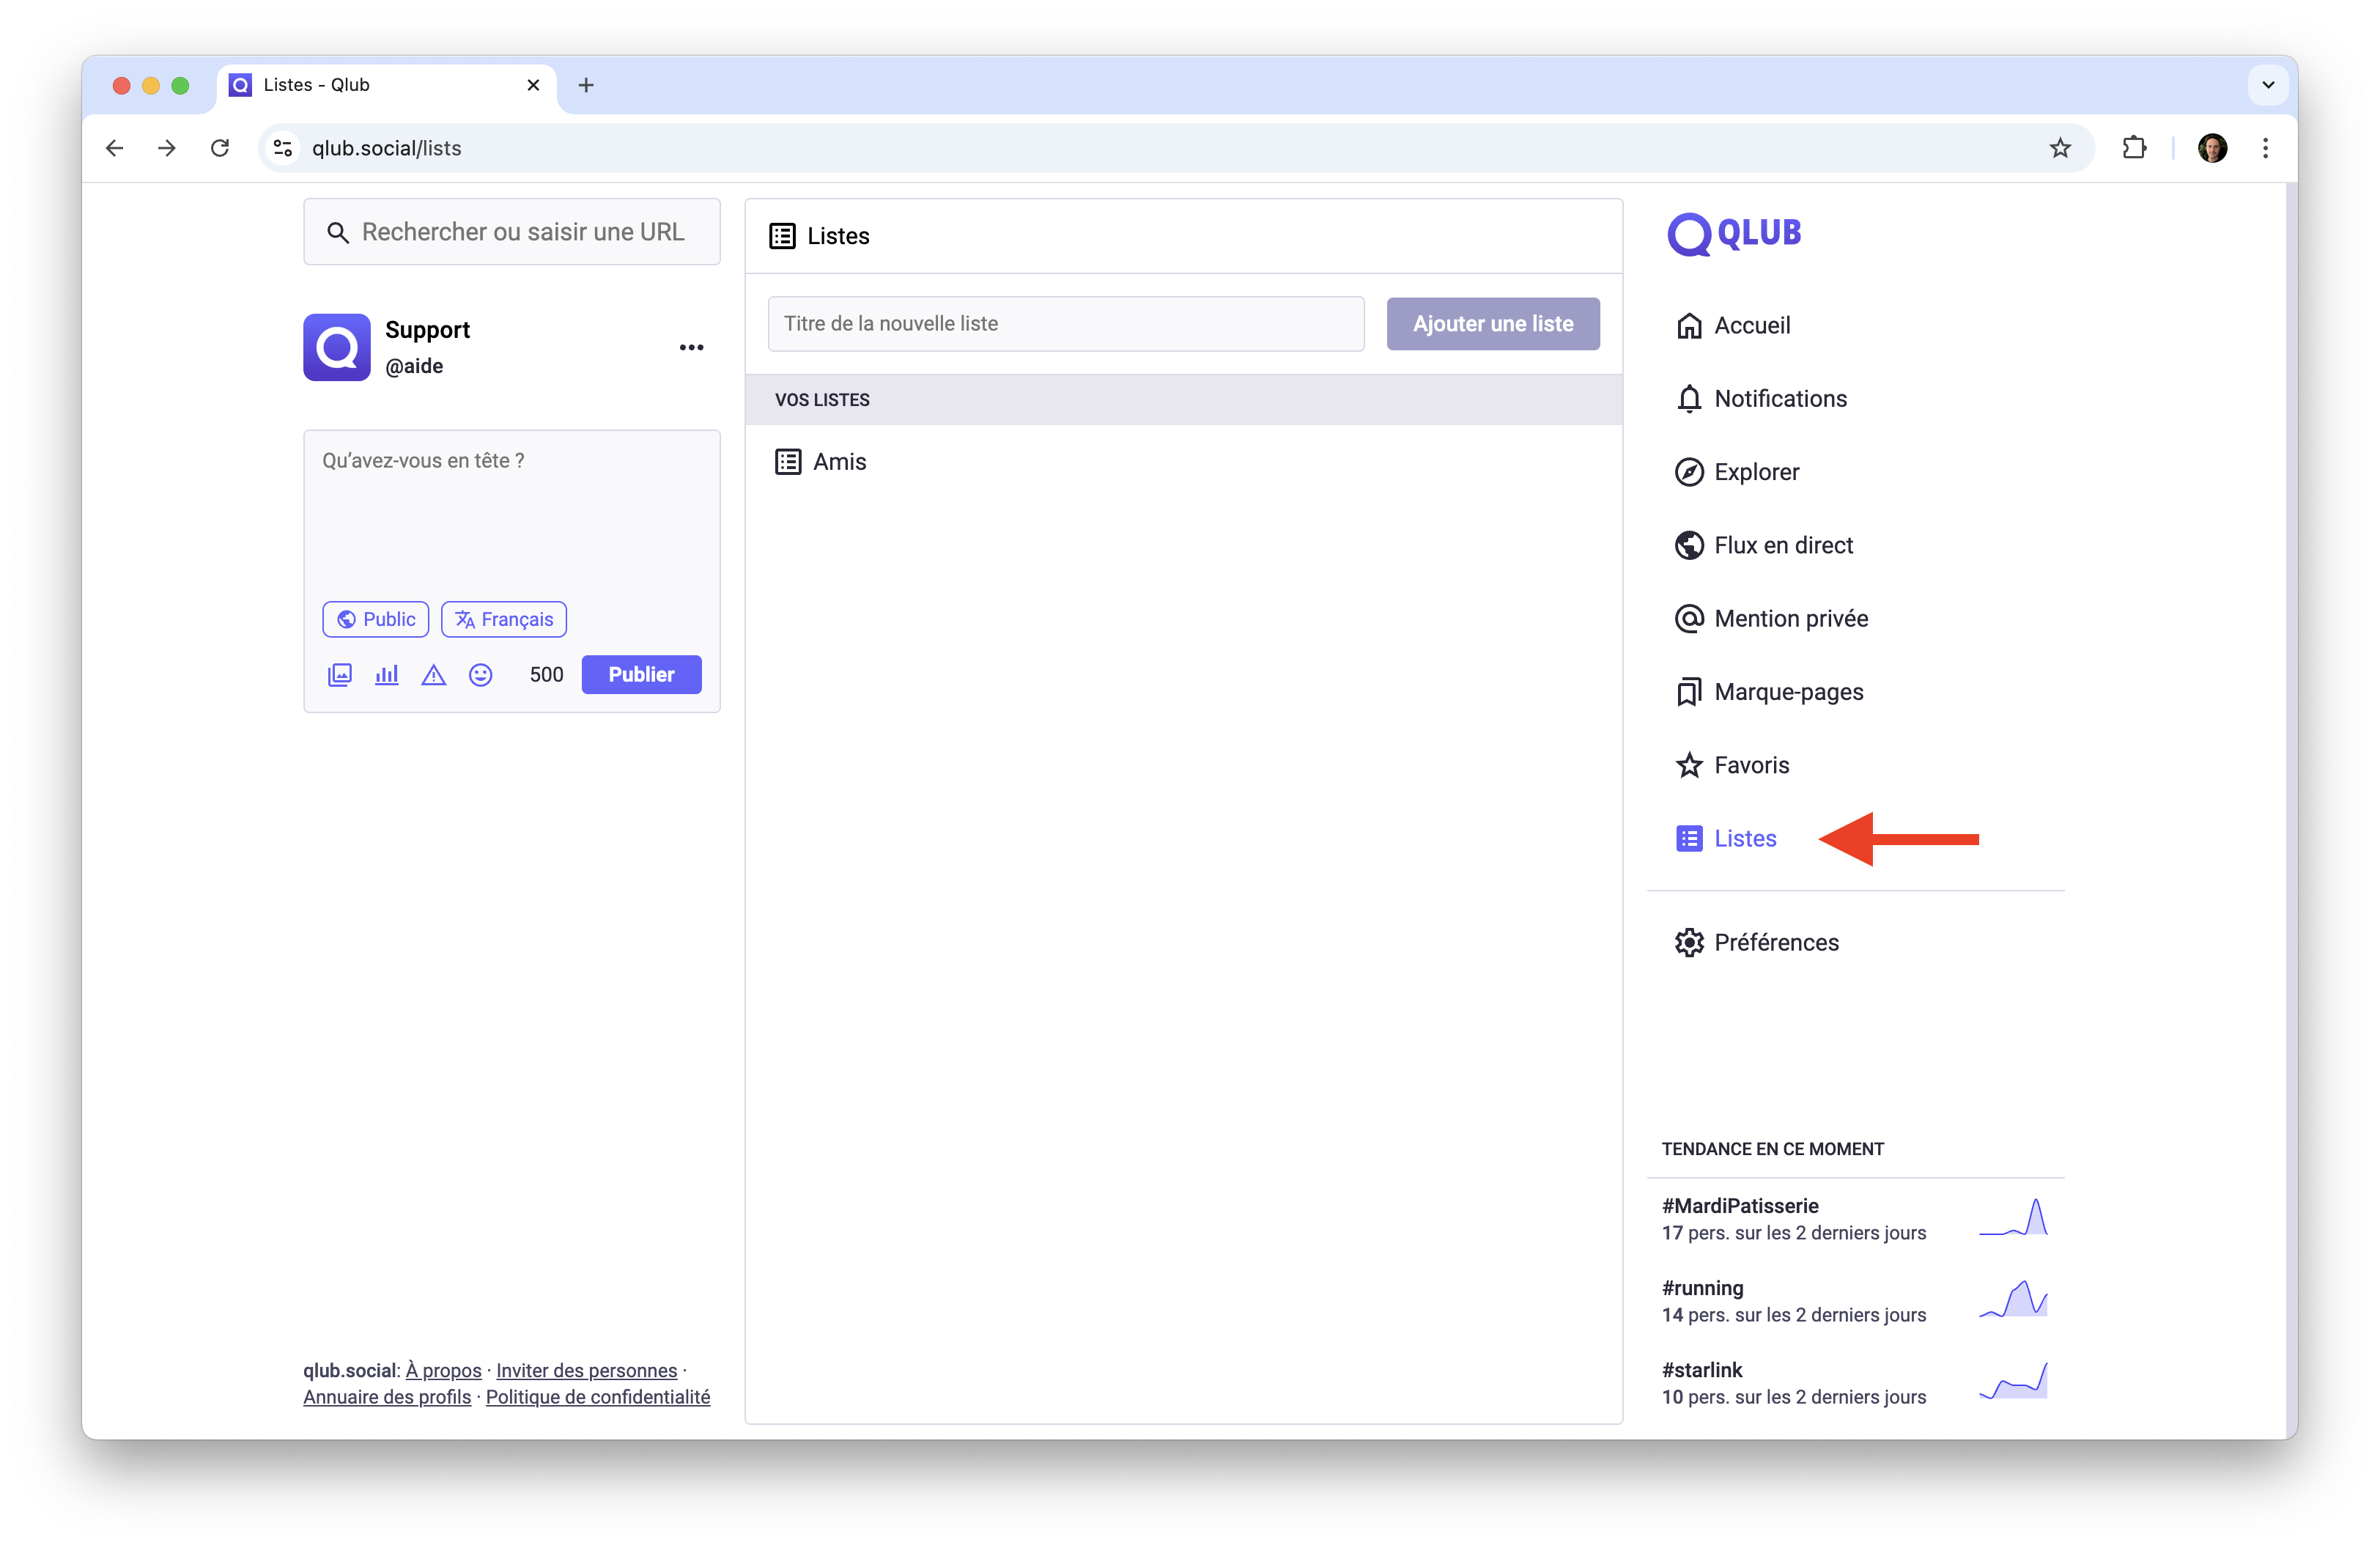 Listes - Qlub
qlub.social/lists
Rechercher ou saisir une URL
Support
@aide
Qu’avez-vous en tête ?
Public
Français
500
Publier
qlub.social: À propos · Inviter des personnes ·
Annuaire des profils · Politique de confidentialité
Listes
Titre de la nouvelle liste
Ajouter une liste
VOS LISTES
Amis
QLUB
Accueil
Notifications
Explorer
Flux en direct
Mention privée
Marque-pages
Favoris
Listes
Préférences
TENDANCE EN CE MOMENT
#MardiPatisserie
17 pers. sur les 2 derniers jours
#running
14 pers. sur les 2 derniers jours
#starlink
10 pers. sur les 2 derniers jours